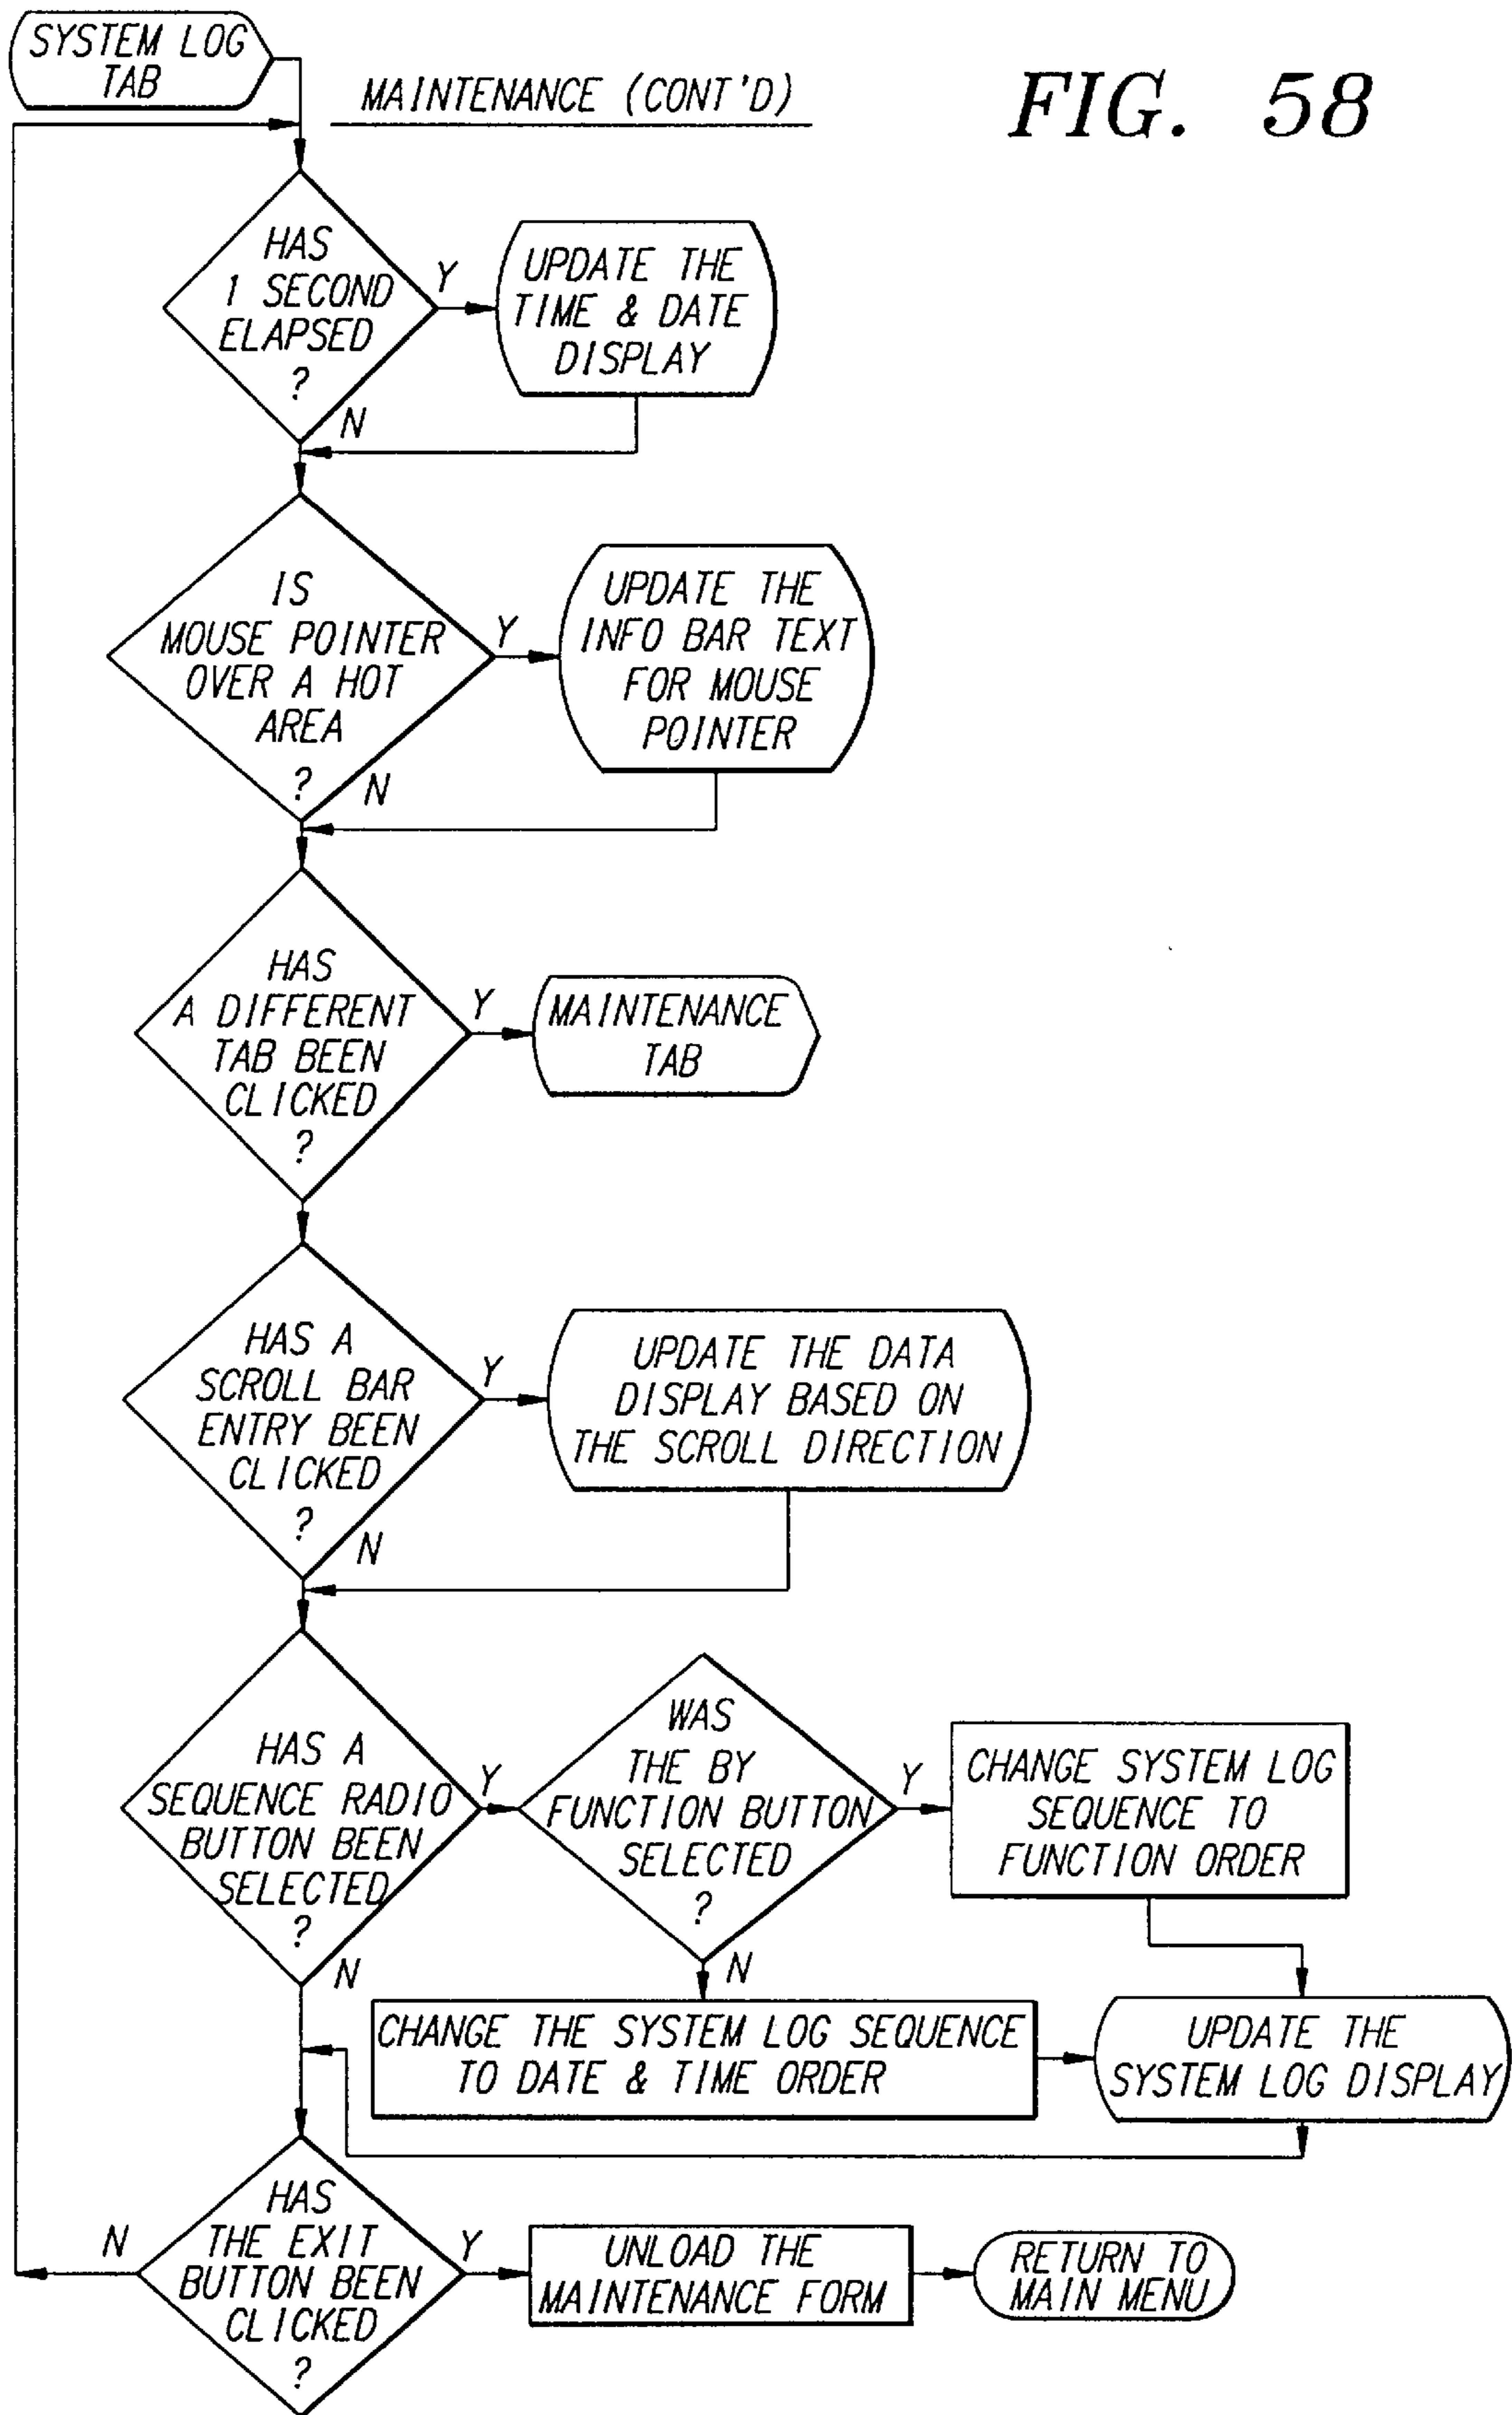 SYSTEM LOG
TAB
MAINTENANCE (CONT'D)
FIG. 58
HAS
1 SECOND
ELAPSED
?
Y
N
UPDATE THE
TIME & DATE
DISPLAY
IS
MOUSE POINTER
OVER A HOT
AREA
?
Y
N
UPDATE THE
INFO BAR TEXT
FOR MOUSE
POINTER
HAS
A DIFFERENT
TAB BEEN
CLICKED
?
Y
MAINTENANCE
TAB
HAS A
SCROLL BAR
ENTRY BEEN
CLICKED
?
Y
N
UPDATE THE DATA
DISPLAY BASED ON
THE SCROLL DIRECTION
HAS A
SEQUENCE RADIO
BUTTON BEEN
SELECTED
?
Y
N
WAS
THE BY
FUNCTION BUTTON
SELECTED
?
Y
N
CHANGE SYSTEM LOG
SEQUENCE TO
FUNCTION ORDER
CHANGE THE SYSTEM LOG SEQUENCE
TO DATE & TIME ORDER
UPDATE THE
SYSTEM LOG DISPLAY
HAS
THE EXIT
BUTTON BEEN
CLICKED
?
N
Y
UNLOAD THE
MAINTENANCE FORM
RETURN TO
MAIN MENU